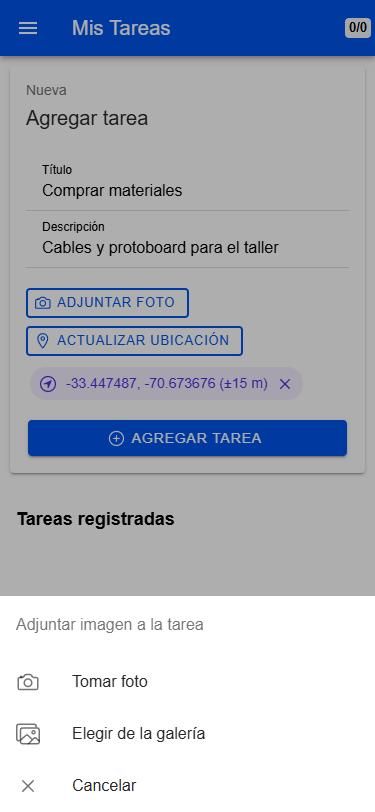 Mis Tareas
0/0
Nueva
Agregar tarea
Título
Comprar materiales
Descripción
Cables y protoboard para el taller
ADJUNTAR FOTO
ACTUALIZAR UBICACIÓN
-33.447487, -70.673676 (±15 m)
AGREGAR TAREA
Tareas registradas
Adjuntar imagen a la tarea
Tomar foto
Elegir de la galería
Cancelar